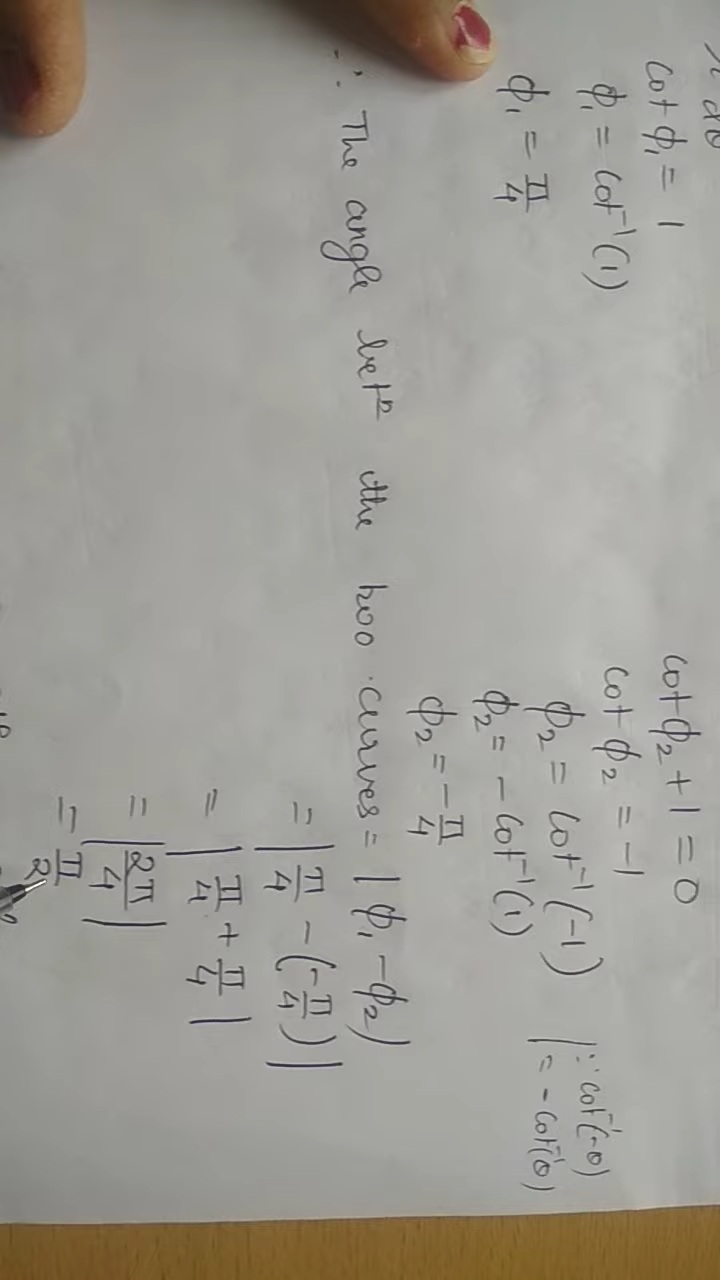 cot φ₁ = 1
φ₁ = cot⁻¹(1)
φ₁ = π/4
cot φ₂ + 1 = 0
cot φ₂ = -1
φ₂ = cot⁻¹(-1) |∵ cot⁻¹(-θ)
φ₂ = - cot⁻¹(1) | = - cot⁻¹(θ)
φ₂ = -π/4
∴ The angle betⁿ the two curves = |φ₁ - φ₂|
= |π/4 - (-π/4)|
= |π/4 + π/4|
= |2π/4|
= π/2